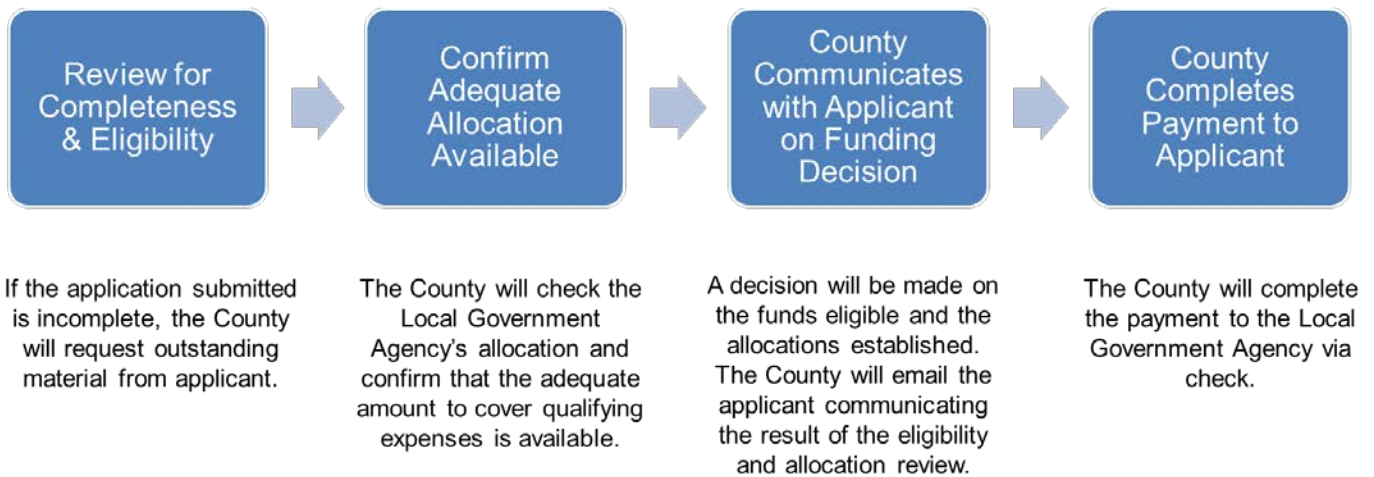 Review for
Completeness
& Eligibility
Confirm
Adequate
Allocation
Available
County
Communicates
with Applicant
on Funding
Decision
County
Completes
Payment to
Applicant
If the application submitted
is incomplete, the County
will request outstanding
material from applicant.
The County will check the
Local Government
Agency's allocation and
confirm that the adequate
amount to cover qualifying
expenses is available.
A decision will be made on
the funds eligible and the
allocations established.
The County will email the
applicant communicating
the result of the eligibility
and allocation review.
The County will complete
the payment to the Local
Government Agency via
check.